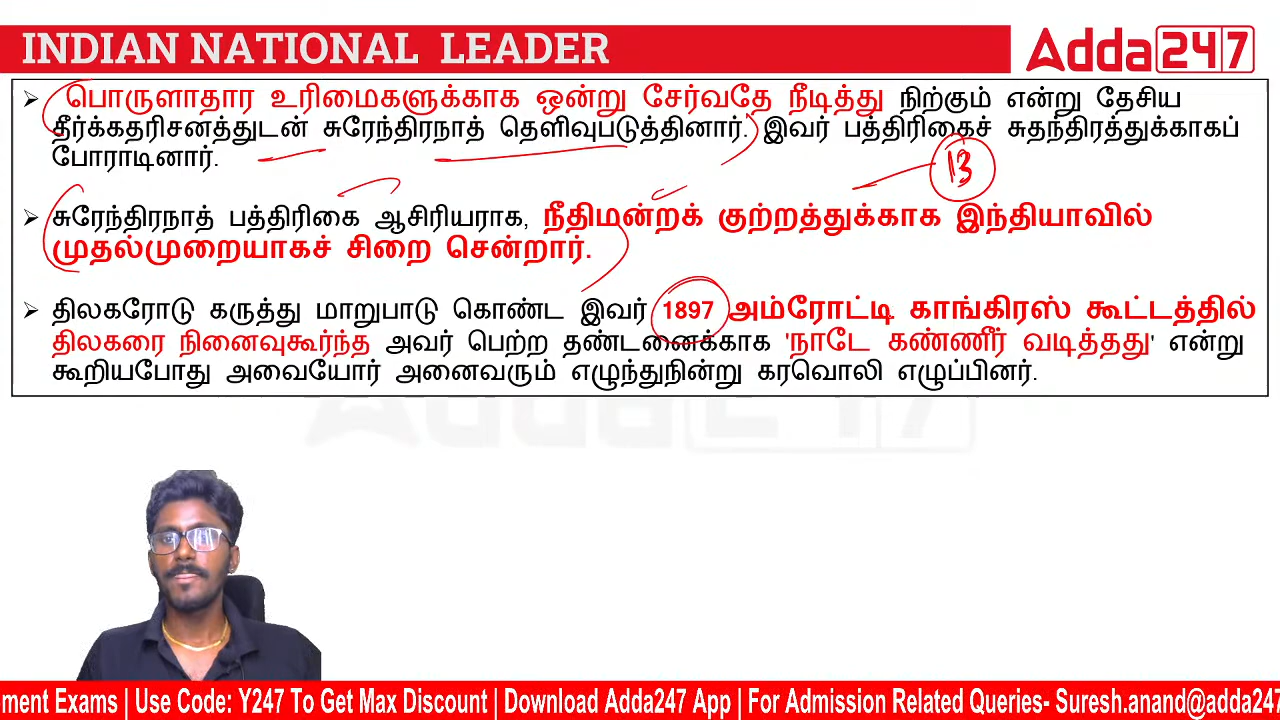 INDIAN NATIONAL LEADER
Adda247
பொருளாதார உரிமைகளுக்காக ஒன்று சேர்வதே நீடித்து நிற்கும் என்று தேசிய
தீர்க்கதரிசனத்துடன் சுரேந்திரநாத் தெளிவுபடுத்தினார். இவர் பத்திரிகைச் சுதந்திரத்துக்காகப்
போராடினார்.
13
சுரேந்திரநாத் பத்திரிகை ஆசிரியராக, நீதிமன்றக் குற்றத்துக்காக இந்தியாவில்
முதல்முறையாகச் சிறை சென்றார்.
திலகரோடு கருத்து மாறுபாடு கொண்ட இவர் 1897 அம்ரோட்டி காங்கிரஸ் கூட்டத்தில்
திலகரை நினைவுகூர்ந்த அவர் பெற்ற தண்டனைக்காக 'நாடே கண்ணீர் வடித்தது' என்று
கூறியபோது அவையோர் அனைவரும் எழுந்துநின்று கரவொலி எழுப்பினர்.
Adda247
ment Exams | Use Code: Y247 To Get Max Discount | Download Adda247 App | For Admission Related Queries- Suresh.anand@adda247